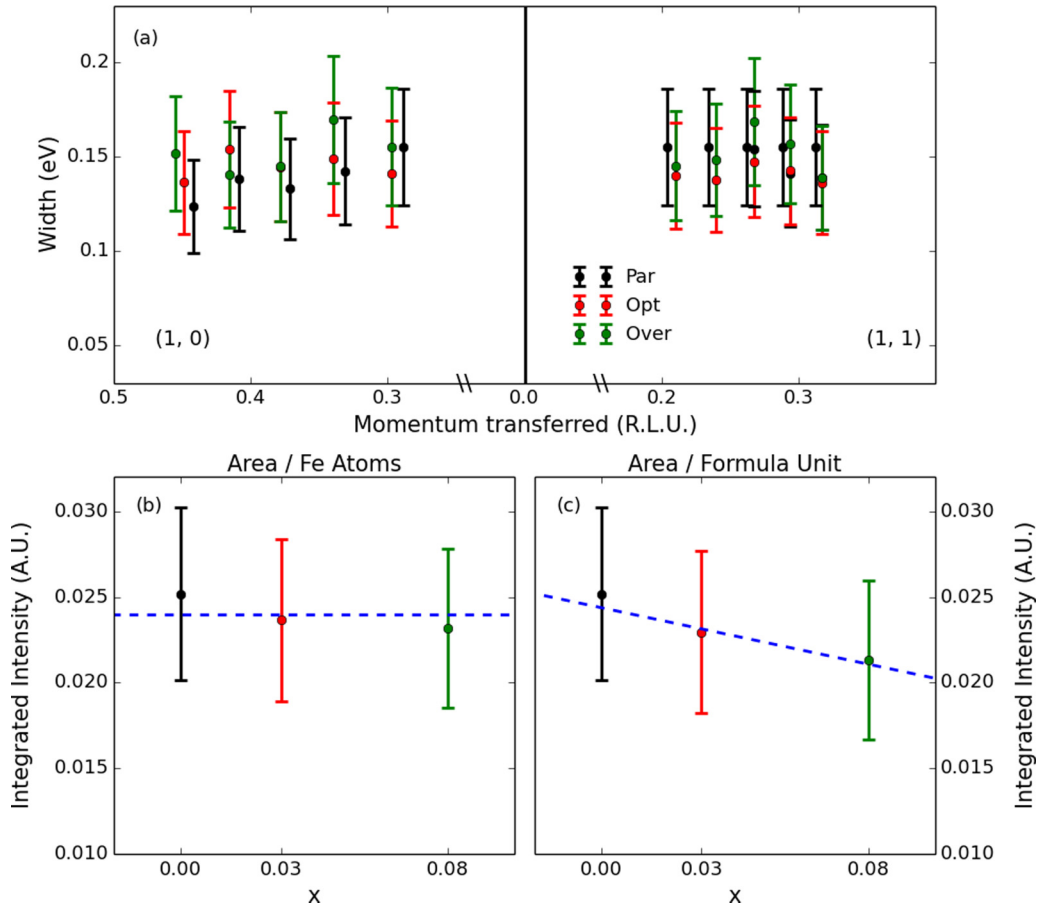 (a)
0.2
0.15
0.1
0.05
Width (eV)
Par
Opt
Over
(1, 0)
(1, 1)
0.5 0.4 0.3 0.0 0.2 0.3
Momentum transferred (R.L.U.)
Area / Fe Atoms
(b)
0.030
0.025
0.020
0.015
0.010
Integrated Intensity (A.U.)
0.00 0.03 0.08
x
Area / Formula Unit
(c)
0.030
0.025
0.020
0.015
0.010
Integrated Intensity (A.U.)
0.00 0.03 0.08
x